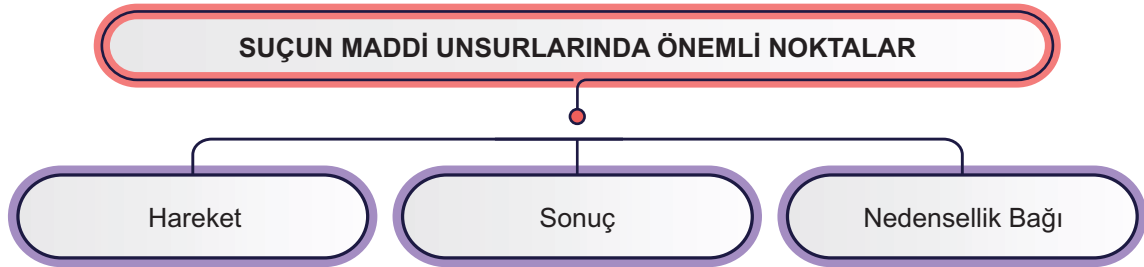 SUÇUN MADDİ UNSURLARINDA ÖNEMLİ NOKTALAR
Hareket
Sonuç
Nedensellik Bağı